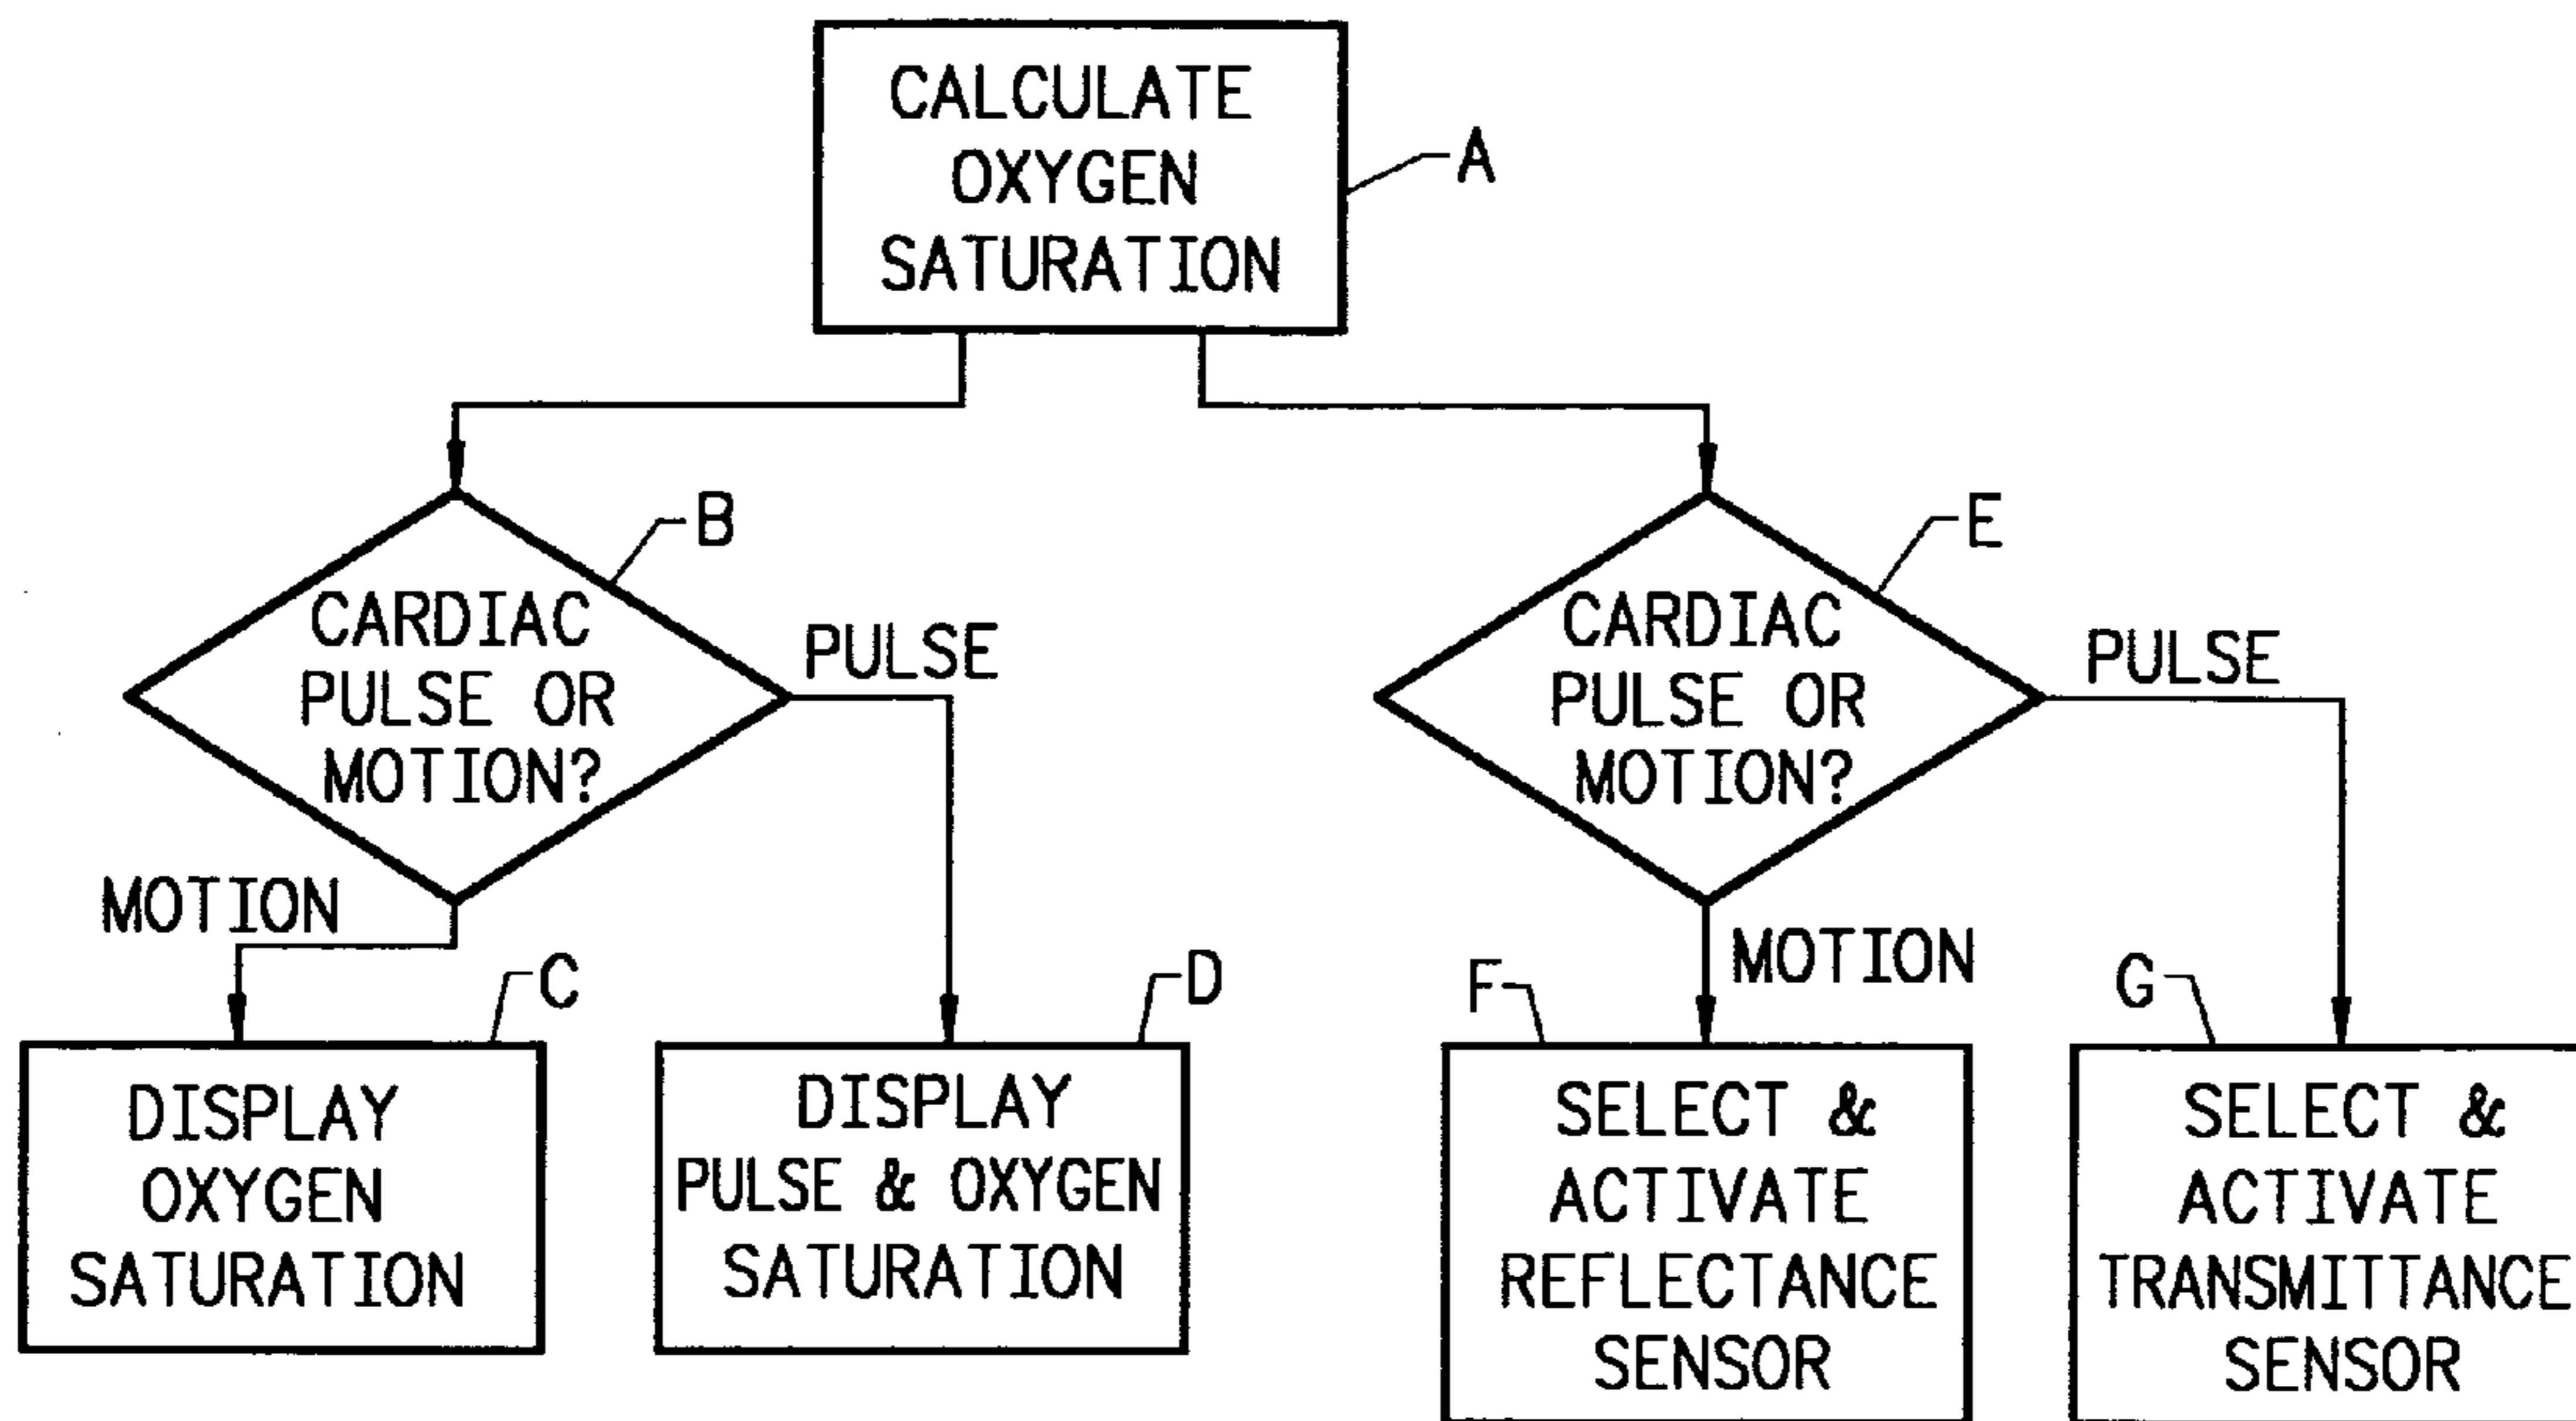 CALCULATE
OXYGEN
SATURATION
A
B
CARDIAC
PULSE OR
MOTION?
PULSE
MOTION
E
CARDIAC
PULSE OR
MOTION?
PULSE
MOTION
C
DISPLAY
OXYGEN
SATURATION
D
DISPLAY
PULSE & OXYGEN
SATURATION
F
SELECT &
ACTIVATE
REFLECTANCE
SENSOR
G
SELECT &
ACTIVATE
TRANSMITTANCE
SENSOR